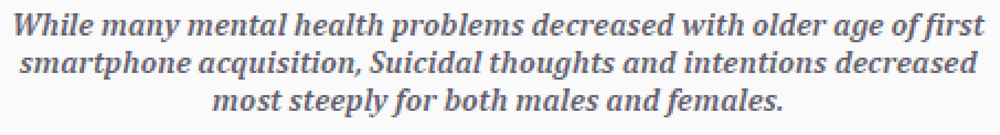 While many mental health problems decreased with older age of first
smartphone acquisition, Suicidal thoughts and intentions decreased
most steeply for both males and females.